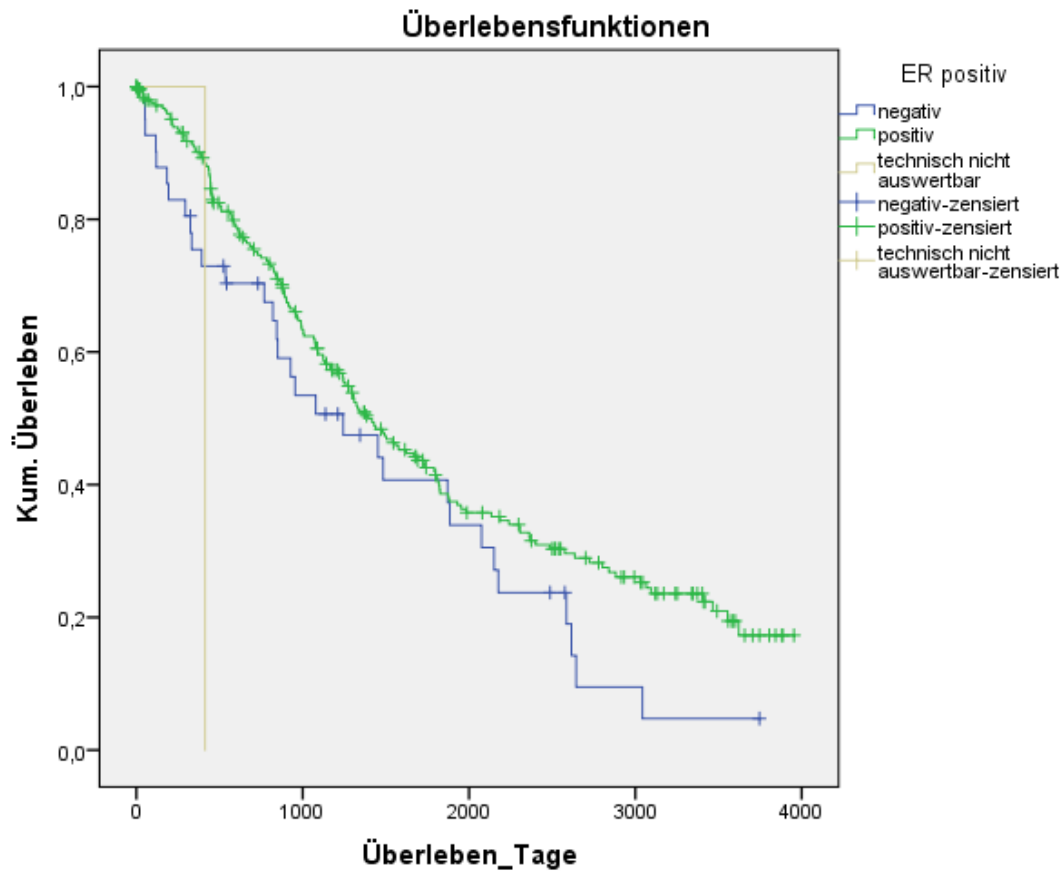 Überlebensfunktionen
ER positiv
negativ
positiv
technisch nicht
auswertbar
negativ-zensiert
positiv-zensiert
technisch nicht
auswertbar-zensiert
Kum. Überleben
1,0
0,8
0,6
0,4
0,2
0,0
0 1000 2000 3000 4000
Überleben_Tage